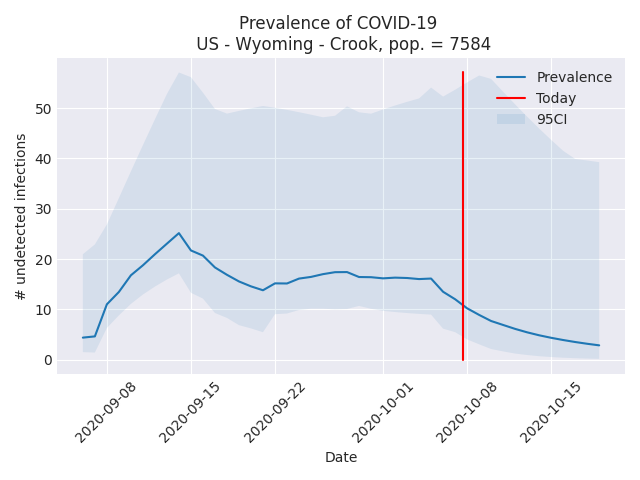 Prevalence of COVID-19
US - Wyoming - Crook, pop. = 7584
Prevalence
Today
95CI
# undetected infections
50
40
30
20
10
0
2020-09-08
2020-09-15
2020-09-22
2020-10-01
2020-10-08
2020-10-15
Date